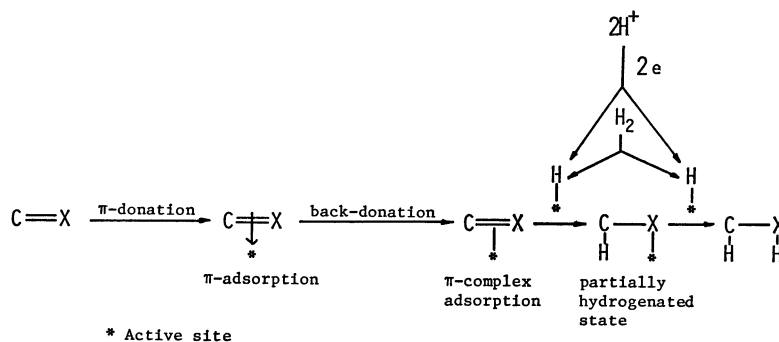 2H⁺
2e
H₂
H H
* *
C=X π-donation C=X back-donation C=X C—X C—X
* * H * H H
π-adsorption π-complex adsorption partially hydrogenated state
* Active site